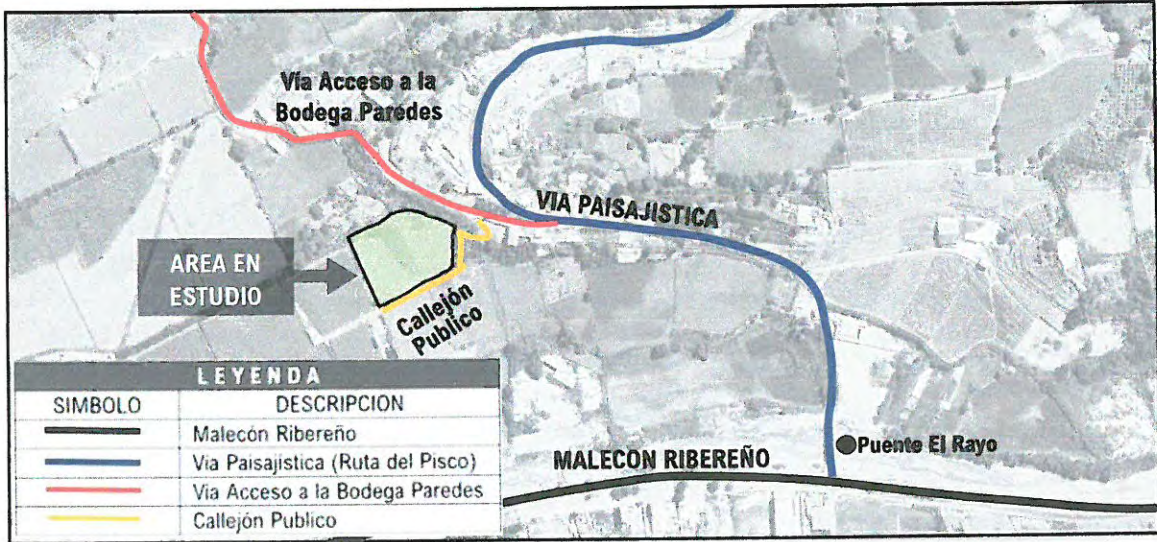 Vía Acceso a la
Bodega Paredes
VIA PAISAJISTICA
AREA EN
ESTUDIO
Callejón
Publico
LEYENDA
SIMBOLO DESCRIPCION
Malecón Ribereño
Via Paisajistica (Ruta del Pisco)
Via Acceso a la Bodega Paredes
Callejón Publico
MALECON RIBEREÑO
Puente El Rayo